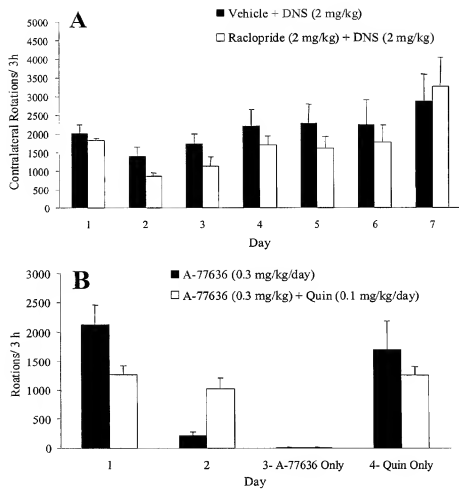 A
Vehicle + DNS (2 mg/kg)
Raclopride (2 mg/kg) + DNS (2 mg/kg)
Contralateral Rotations/ 3h
5000
4500
4000
3500
3000
2500
2000
1500
1000
500
0
1 2 3 4 5 6 7
Day
B
A-77636 (0.3 mg/kg/day)
A-77636 (0.3 mg/kg) + Quin (0.1 mg/kg/day)
Roations/ 3 h
3000
2500
2000
1500
1000
500
0
1 2 3- A-77636 Only 4- Quin Only
Day